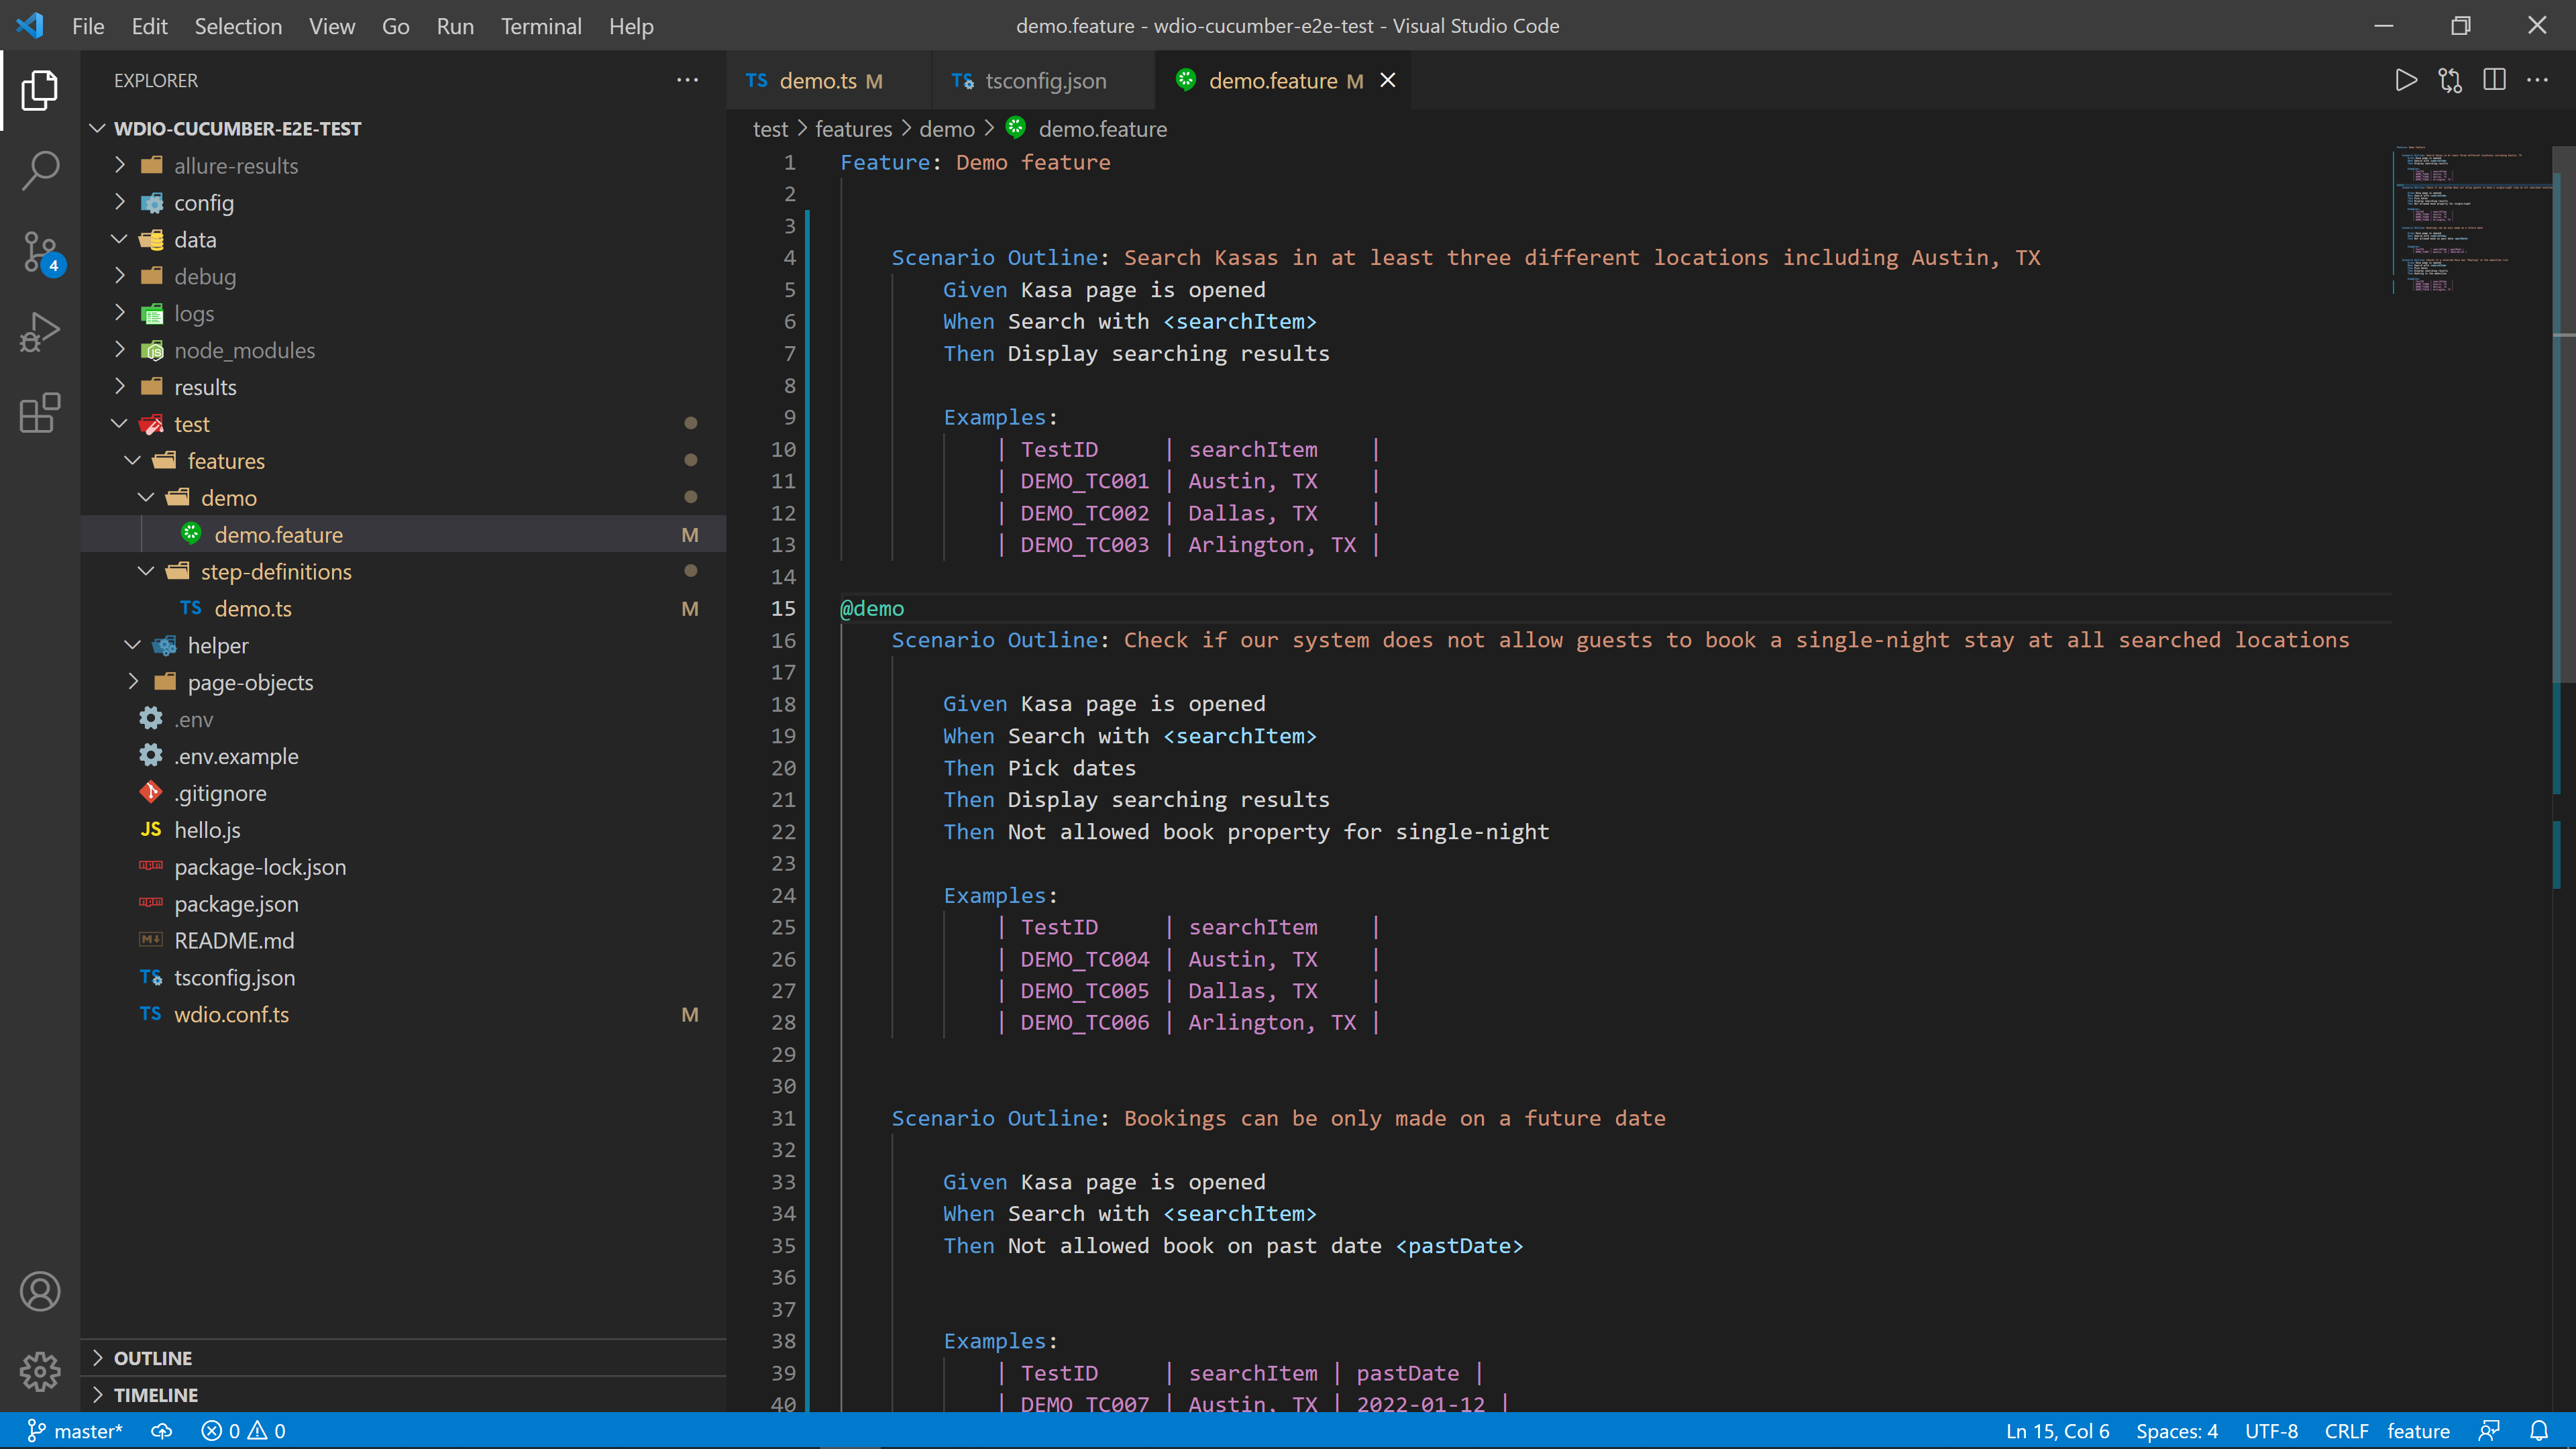 File Edit Selection View Go Run Terminal Help
demo.feature - wdio-cucumber-e2e-test - Visual Studio Code
EXPLORER
WDIO-CUCUMBER-E2E-TEST
allure-results
config
data
debug
logs
node_modules
results
test
features
demo
demo.feature M
step-definitions
TS demo.ts M
helper
page-objects
.env
.env.example
.gitignore
JS hello.js
package-lock.json
package.json
README.md
TS tsconfig.json
TS wdio.conf.ts M
OUTLINE
TIMELINE
4
TS demo.ts M
TS tsconfig.json
demo.feature M
test > features > demo > demo.feature
1 Feature: Demo feature
2
3
4 Scenario Outline: Search Kasas in at least three different locations including Austin, TX
5 Given Kasa page is opened
6 When Search with <searchItem>
7 Then Display searching results
8
9 Examples:
10 | TestID | searchItem |
11 | DEMO_TC001 | Austin, TX |
12 | DEMO_TC002 | Dallas, TX |
13 | DEMO_TC003 | Arlington, TX |
14
15 @demo
16 Scenario Outline: Check if our system does not allow guests to book a single-night stay at all searched locations
17
18 Given Kasa page is opened
19 When Search with <searchItem>
20 Then Pick dates
21 Then Display searching results
22 Then Not allowed book property for single-night
23
24 Examples:
25 | TestID | searchItem |
26 | DEMO_TC004 | Austin, TX |
27 | DEMO_TC005 | Dallas, TX |
28 | DEMO_TC006 | Arlington, TX |
29
30
31 Scenario Outline: Bookings can be only made on a future date
32
33 Given Kasa page is opened
34 When Search with <searchItem>
35 Then Not allowed book on past date <pastDate>
36
37
38 Examples:
39 | TestID | searchItem | pastDate |
40 | DEMO_TC007 | Austin, TX | 2022-01-12 |
master* 0 0
Ln 15, Col 6 Spaces: 4 UTF-8 CRLF feature